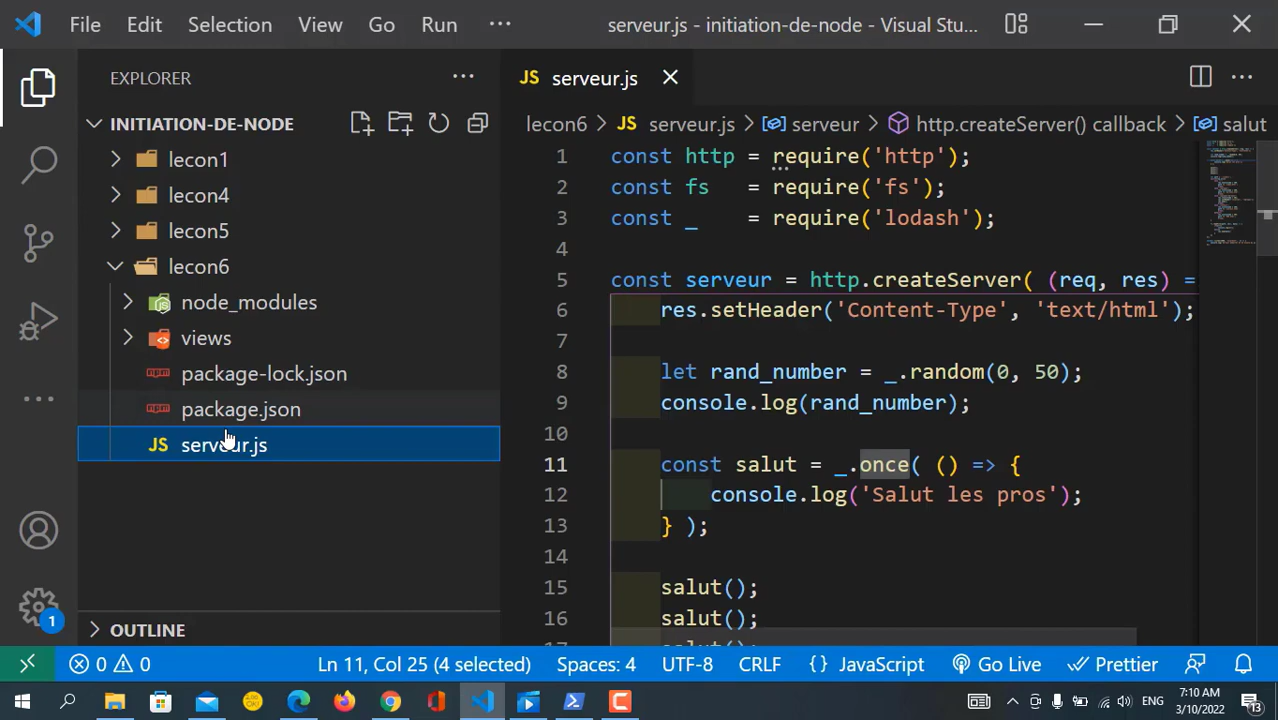 File Edit Selection View Go Run ··· serveur.js - initiation-de-node - Visual Stu...
EXPLORER ···
INITIATION-DE-NODE
lecon1
lecon4
lecon5
lecon6
node_modules
views
package-lock.json
package.json
JS serveur.js
OUTLINE
JS serveur.js
lecon6 > JS serveur.js > serveur > http.createServer() callback > salut
1 const http = require('http');
2 const fs = require('fs');
3 const _ = require('lodash');
4
5 const serveur = http.createServer( (req, res) =
6 res.setHeader('Content-Type', 'text/html');
7
8 let rand_number = _.random(0, 50);
9 console.log(rand_number);
10
11 const salut = _.once( () => {
12 console.log('Salut les pros');
13 } );
14
15 salut();
16 salut();
1
0 0 Ln 11, Col 25 (4 selected) Spaces: 4 UTF-8 CRLF {} JavaScript Go Live Prettier
ENG 7:10 AM
3/10/2022 13